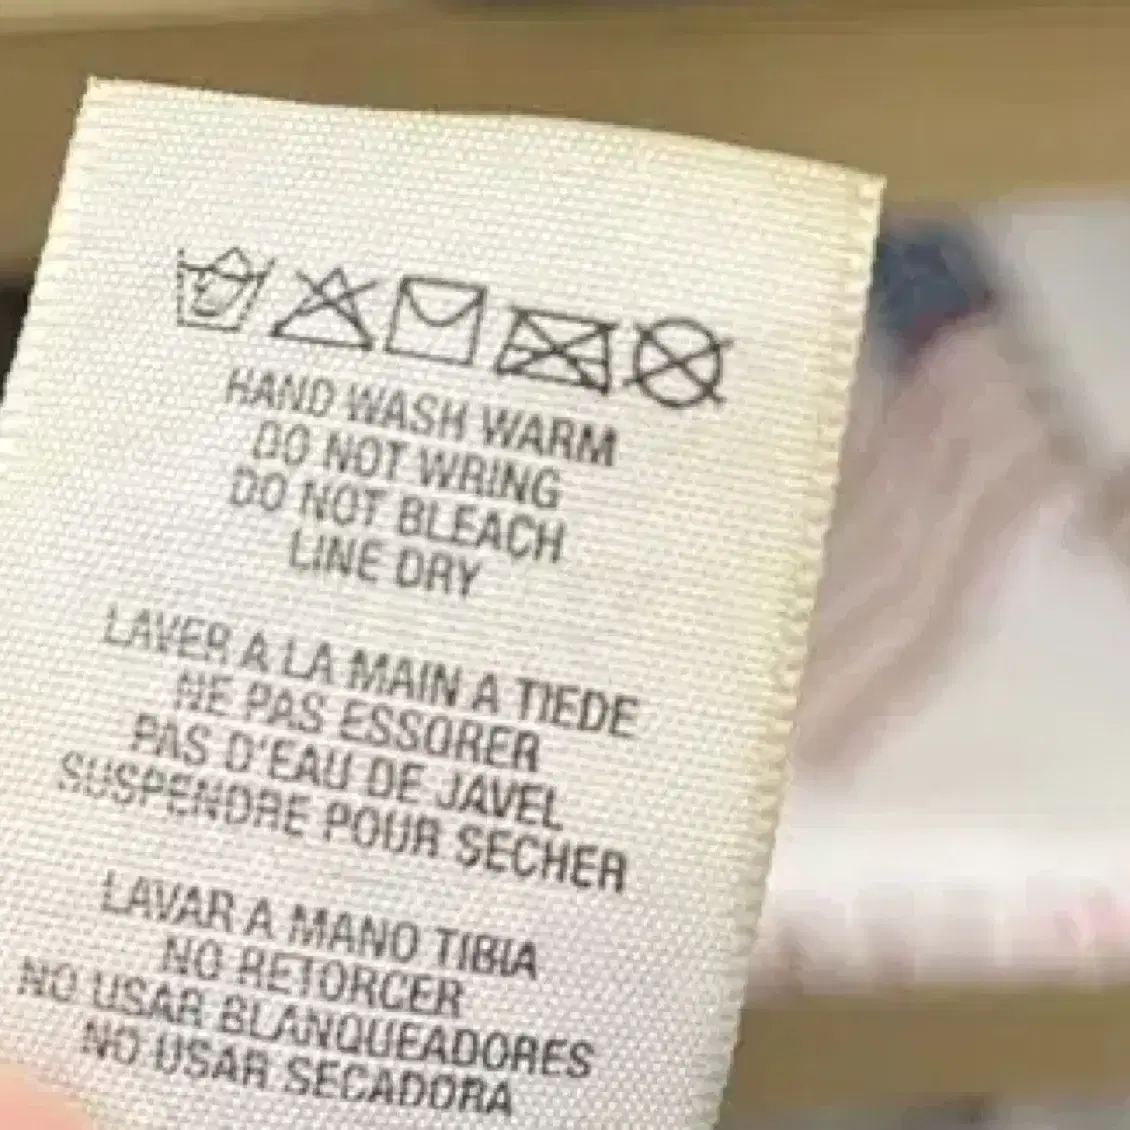 HAND WASH WARM
DO NOT WRING
DO NOT BLEACH
LINE DRY
LAVER A LA MAIN A TIEDE
NE PAS ESSORER
PAS D'EAU DE JAVEL
SUSPENDRE POUR SECHER
LAVAR A MANO TIBIA
NO RETORCER
NO USAR BLANQUEADORES
NO USAR SECADORA